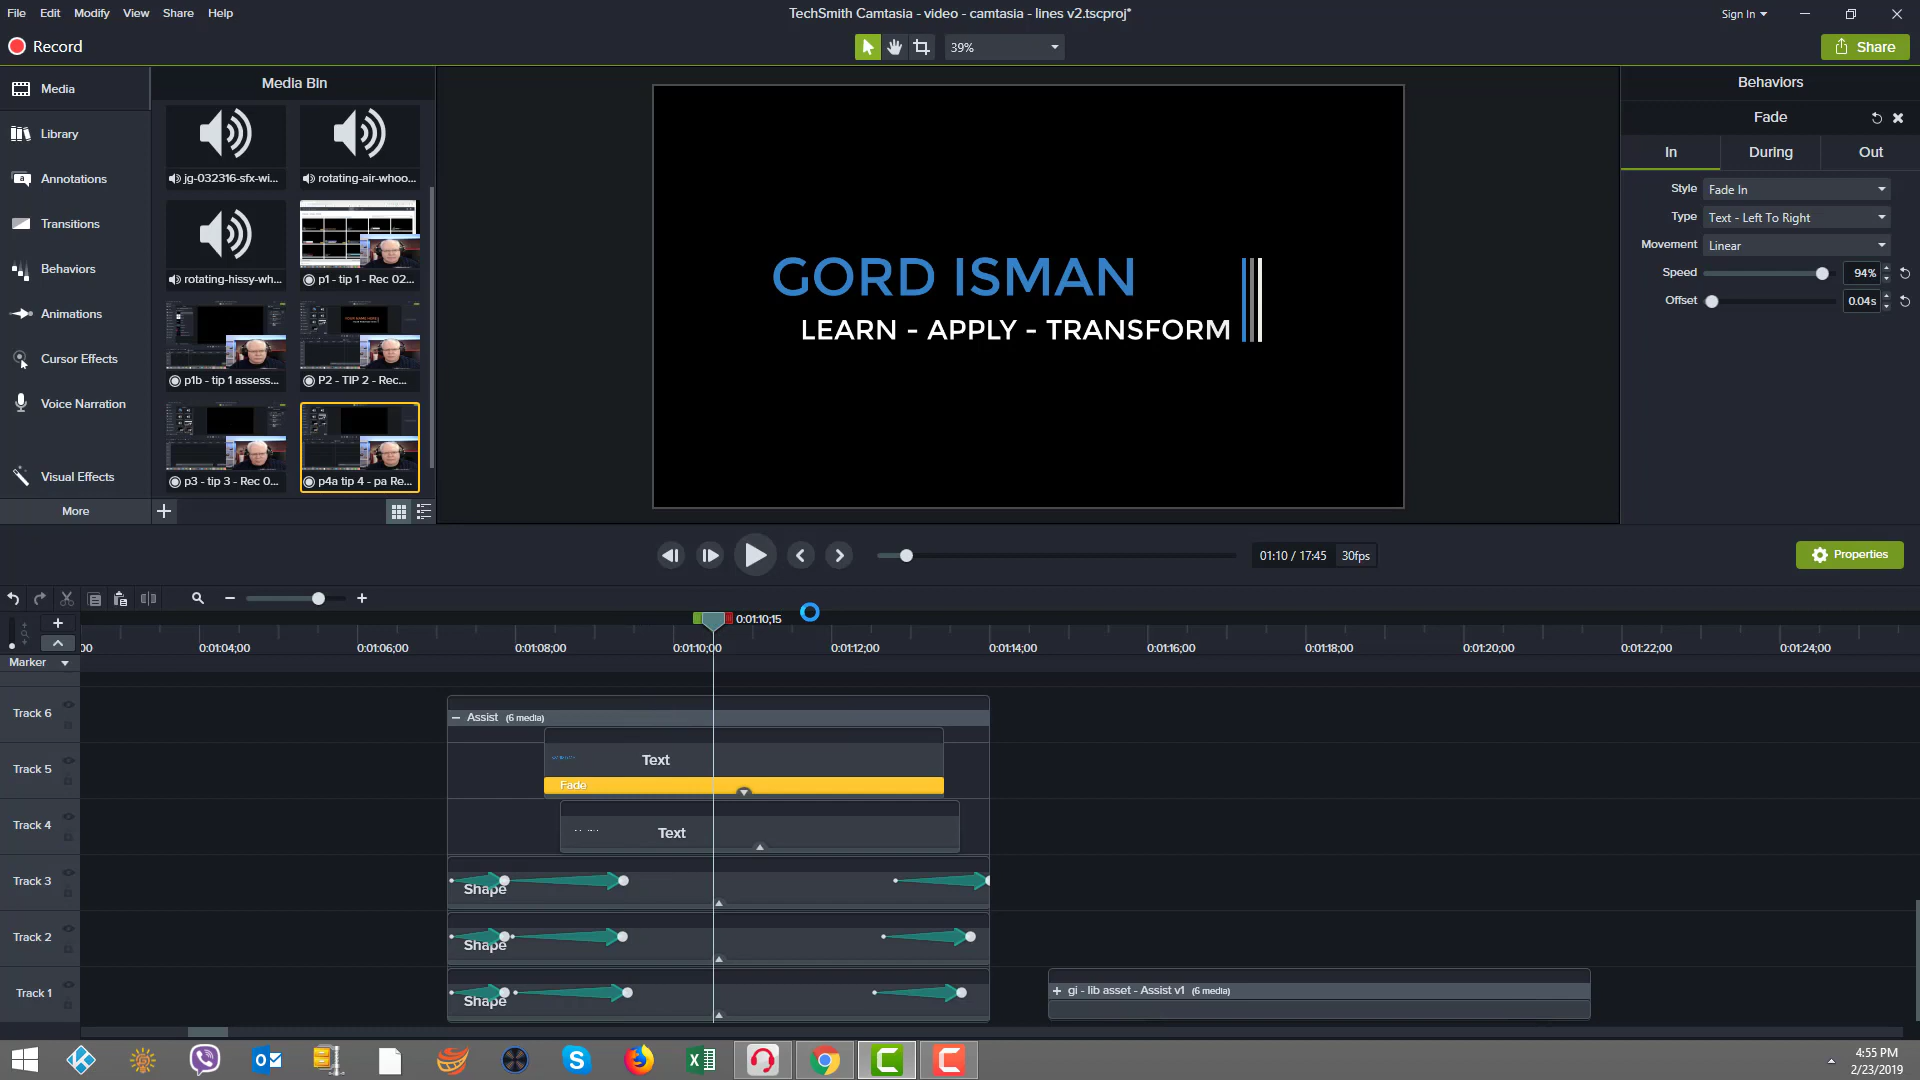 File Edit Modify View Share Help
TechSmith Camtasia - video - camtasia - lines v2.tscproj*
Sign In
Record
39%
Share
Media
Library
Annotations
Transitions
Behaviors
Animations
Cursor Effects
Voice Narration
Visual Effects
More
Media Bin
jg-032316-sfx-wi... rotating-air-whoo...
rotating-hissy-wh... p1 - tip 1 - Rec 02...
p1b - tip 1 assess... P2 - TIP 2 - Rec...
p3 - tip 3 - Rec 0... p4a tip 4 - pa Re...
GORD ISMAN
LEARN - APPLY - TRANSFORM
Behaviors
Fade
In During Out
Style Fade In
Type Text - Left To Right
Movement Linear
Speed 94%
Offset 0.04s
01:10 / 17:45 30fps
Properties
0:01:10;15
00 0:01:04;00 0:01:06;00 0:01:08;00 0:01:10;00 0:01:12;00 0:01:14;00 0:01:16;00 0:01:18;00 0:01:20;00 0:01:22;00 0:01:24;00
Marker
Track 6
Assist (6 media)
Track 5
Text
Fade
Track 4
Text
Track 3
Shape
Track 2
Shape
Track 1
Shape
gi - lib asset - Assist v1 (6 media)
4:55 PM
2/23/2019